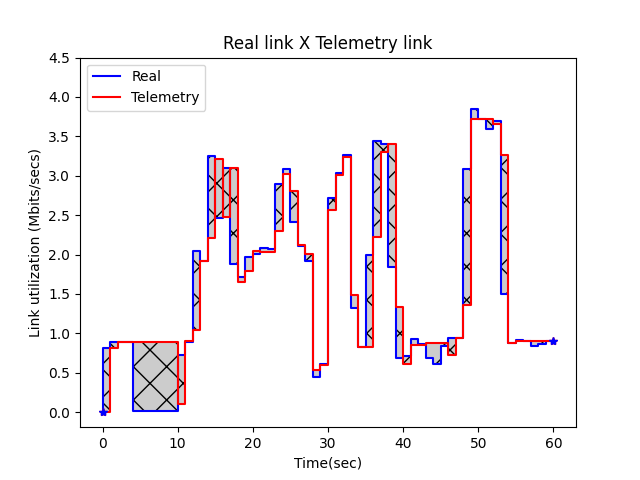 Real link X Telemetry link
Real
Telemetry
4.5
4.0
3.5
3.0
2.5
2.0
1.5
1.0
0.5
0.0
Link utilization (Mbits/secs)
0 10 20 30 40 50 60
Time(sec)